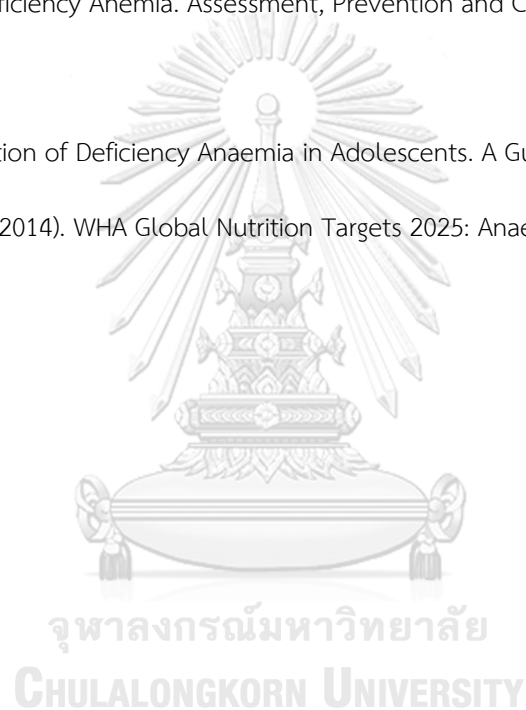 ficiency Anemia. Assessment, Prevention and C
tion of Deficiency Anaemia in Adolescents. A Gu
2014). WHA Global Nutrition Targets 2025: Anae
จุฬาลงกรณ์มหาวิทยาลัย
CHULALONGKORN UNIVERSITY